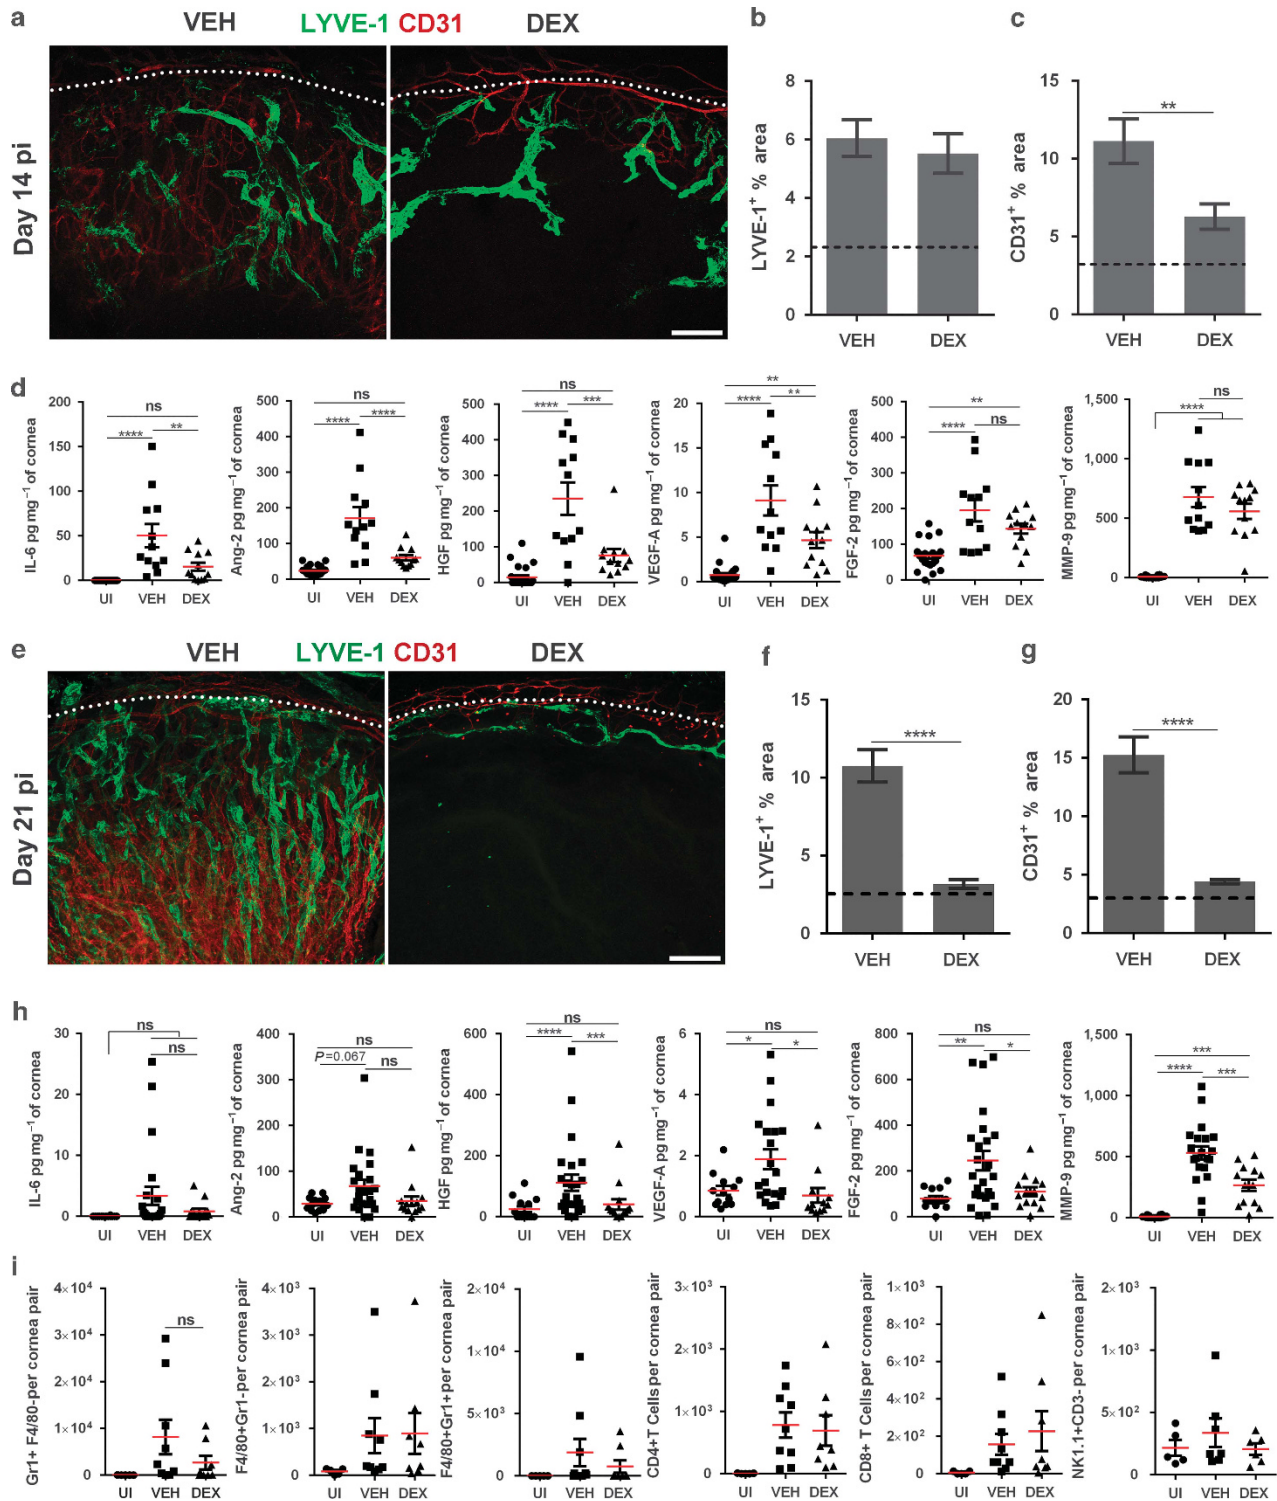 a VEH LYVE-1 CD31 DEX
Day 14 pi
b
LYVE-1+ % area
8
6
4
2
0
VEH DEX
c
CD31+ % area
15
10
5
0
**
VEH DEX
d
IL-6 pg mg−1 of cornea
200
150
100
50
0
ns
**** **
UI VEH DEX
Ang-2 pg mg−1 of cornea
500
400
300
200
100
0
ns
**** ****
UI VEH DEX
HGF pg mg−1 of cornea
500
400
300
200
100
0
ns
**** ***
UI VEH DEX
VEGF-A pg mg−1 of cornea
20
15
10
5
0
**
**** **
UI VEH DEX
FGF-2 pg mg−1 of cornea
500
400
300
200
100
0
**
**** ns
UI VEH DEX
MMP-9 pg mg−1 of cornea
1,500
1,000
500
0
ns
****
UI VEH DEX
e VEH LYVE-1 CD31 DEX
Day 21 pi
f
LYVE-1+ % area
15
10
5
0
****
VEH DEX
g
CD31+ % area
20
15
10
5
0
****
VEH DEX
h
IL-6 pg mg−1 of cornea
30
20
10
0
ns
ns
UI VEH DEX
Ang-2 pg mg−1 of cornea
400
300
200
100
0
ns
P=0.067 ns
UI VEH DEX
HGF pg mg−1 of cornea
600
400
200
0
ns
**** ***
UI VEH DEX
VEGF-A pg mg−1 of cornea
6
4
2
0
ns
* *
UI VEH DEX
FGF-2 pg mg−1 of cornea
800
600
400
200
0
ns
** *
UI VEH DEX
MMP-9 pg mg−1 of cornea
1,500
1,000
500
0
***
**** ***
UI VEH DEX
i
Gr1+ F4/80-per cornea pair
4×10⁴
3×10⁴
2×10⁴
1×10⁴
0
ns
UI VEH DEX
F4/80+Gr1-per cornea pair
4×10³
3×10³
2×10³
1×10³
0
UI VEH DEX
F4/80+Gr1+per cornea pair
2×10⁴
1×10⁴
5×10³
0
UI VEH DEX
CD4+T Cells per cornea pair
3×10³
2×10³
1×10³
0
UI VEH DEX
CD8+ T Cells per cornea pair
1×10³
8×10²
6×10²
4×10²
2×10²
0
UI VEH DEX
NK1.1+CD3- per cornea pair
2×10³
1×10³
5×10²
0
UI VEH DEX